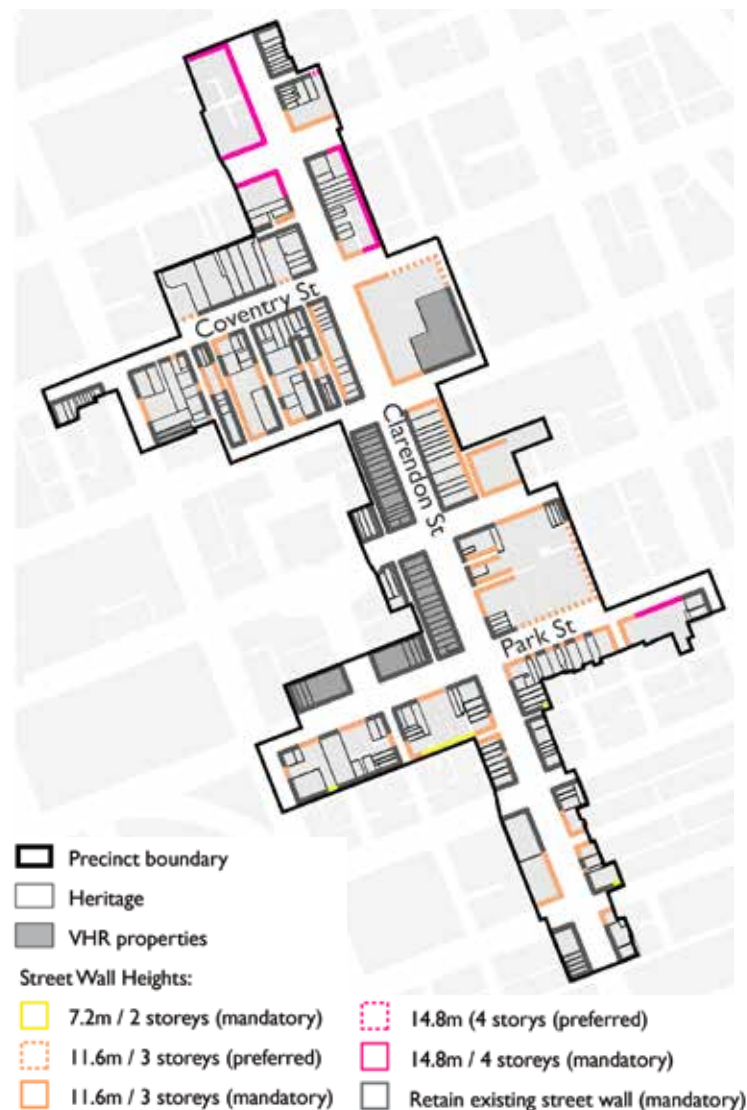 Coventry St
Clarendon St
Park St
Precinct boundary
Heritage
VHR properties
Street Wall Heights:
7.2m / 2 storeys (mandatory)
11.6m / 3 storeys (preferred)
11.6m / 3 storeys (mandatory)
14.8m (4 storys (preferred)
14.8m / 4 storeys (mandatory)
Retain existing street wall (mandatory)